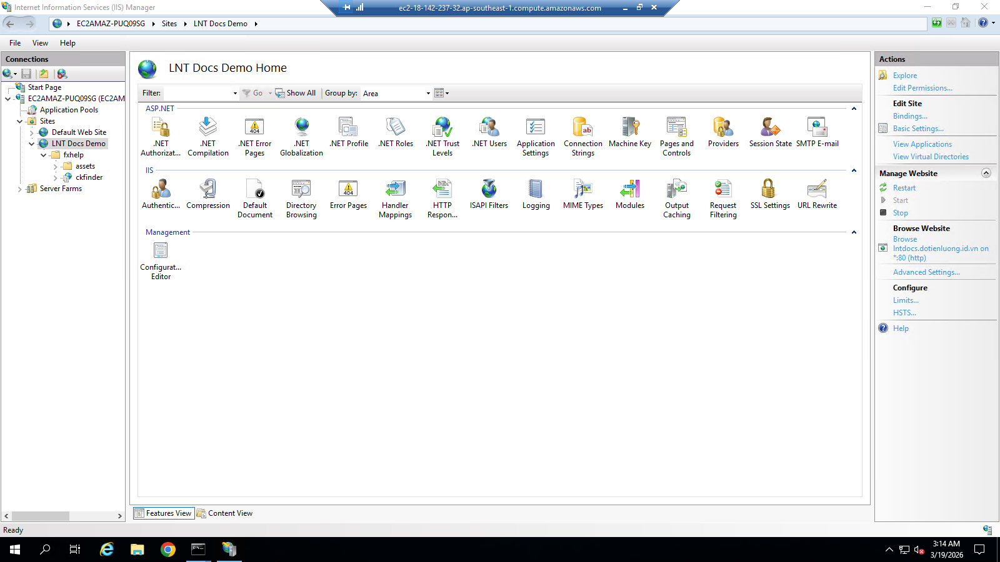 Internet Information Services (IIS) Manager
ec2-18-142-237-32.ap-southeast-1.compute.amazonaws.com
EC2AMAZ-PUQ09SG
Sites
LNT Docs Demo
File
View
Help
Connections
Start Page
EC2AMAZ-PUQ09SG (EC2AM
Application Pools
Sites
Default Web Site
LNT Docs Demo
fxhelp
assets
ckfinder
Server Farms
LNT Docs Demo Home
Filter:
Go
Show All
Group by:
Area
ASP.NET
.NET Authorizat...
.NET Compilation
.NET Error Pages
.NET Globalization
.NET Profile
.NET Roles
.NET Trust Levels
.NET Users
Application Settings
Connection Strings
Machine Key
Pages and Controls
Providers
Session State
SMTP E-mail
IIS
Authentic...
Compression
Default Document
Directory Browsing
Error Pages
Handler Mappings
HTTP Respon...
ISAPI Filters
Logging
MIME Types
Modules
Output Caching
Request Filtering
SSL Settings
URL Rewrite
Management
Configurat... Editor
Features View
Content View
Actions
Explore
Edit Permissions...
Edit Site
Bindings...
Basic Settings...
View Applications
View Virtual Directories
Manage Website
Restart
Start
Stop
Browse Website
Browse
lntdocs.dotienluong.id.vn on
*:80 (http)
Advanced Settings...
Configure
Limits...
HSTS...
Help
Ready
3:14 AM
3/19/2026